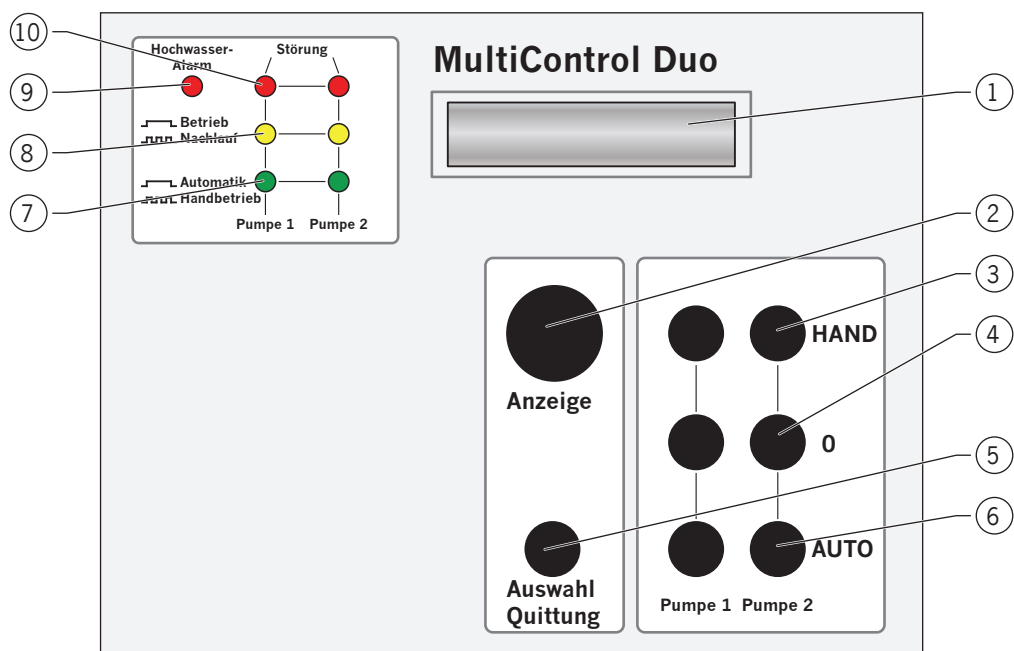 10
Hochwasser-
Alarm
Störung
MultiControl Duo
9
1
Betrieb
Nachlauf
8
Automatik
Handbetrieb
7
Pumpe 1 Pumpe 2
2
3
HAND
4
Anzeige
0
5
6
AUTO
Auswahl
Quittung
Pumpe 1 Pumpe 2